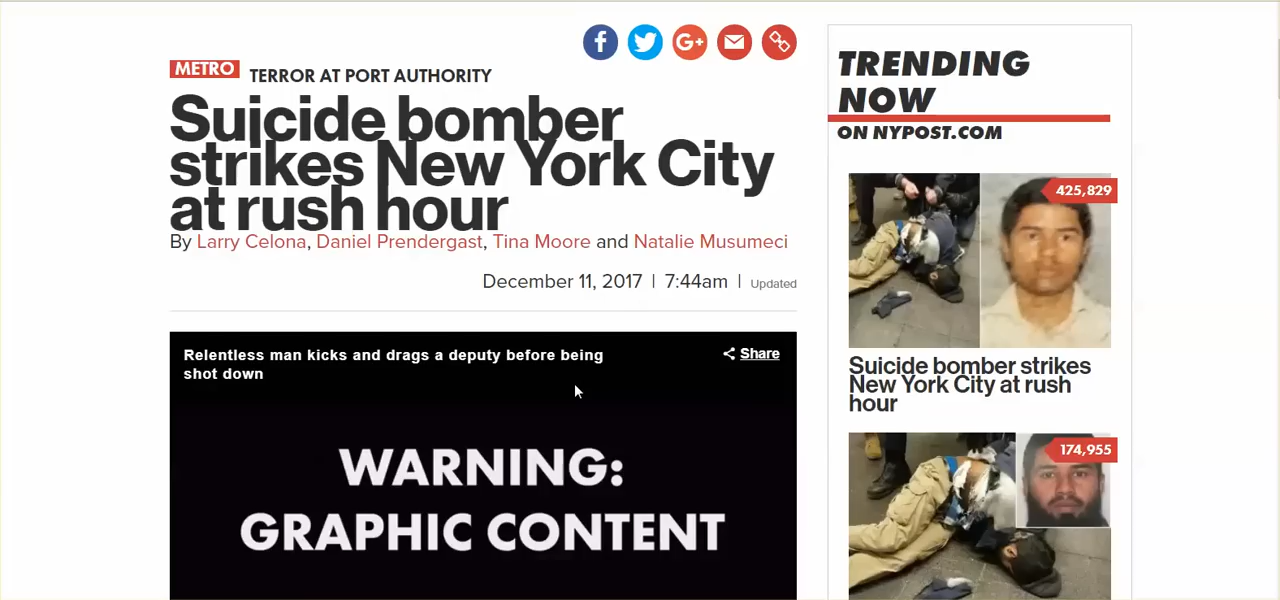 METRO TERROR AT PORT AUTHORITY
Suicide bomber
strikes New York City
at rush hour
By Larry Celona, Daniel Prendergast, Tina Moore and Natalie Musumeci
December 11, 2017 | 7:44am | Updated
Relentless man kicks and drags a deputy before being
shot down
Share
WARNING:
GRAPHIC CONTENT
TRENDING
NOW
ON NYPOST.COM
425,829
Suicide bomber strikes
New York City at rush
hour
174,955